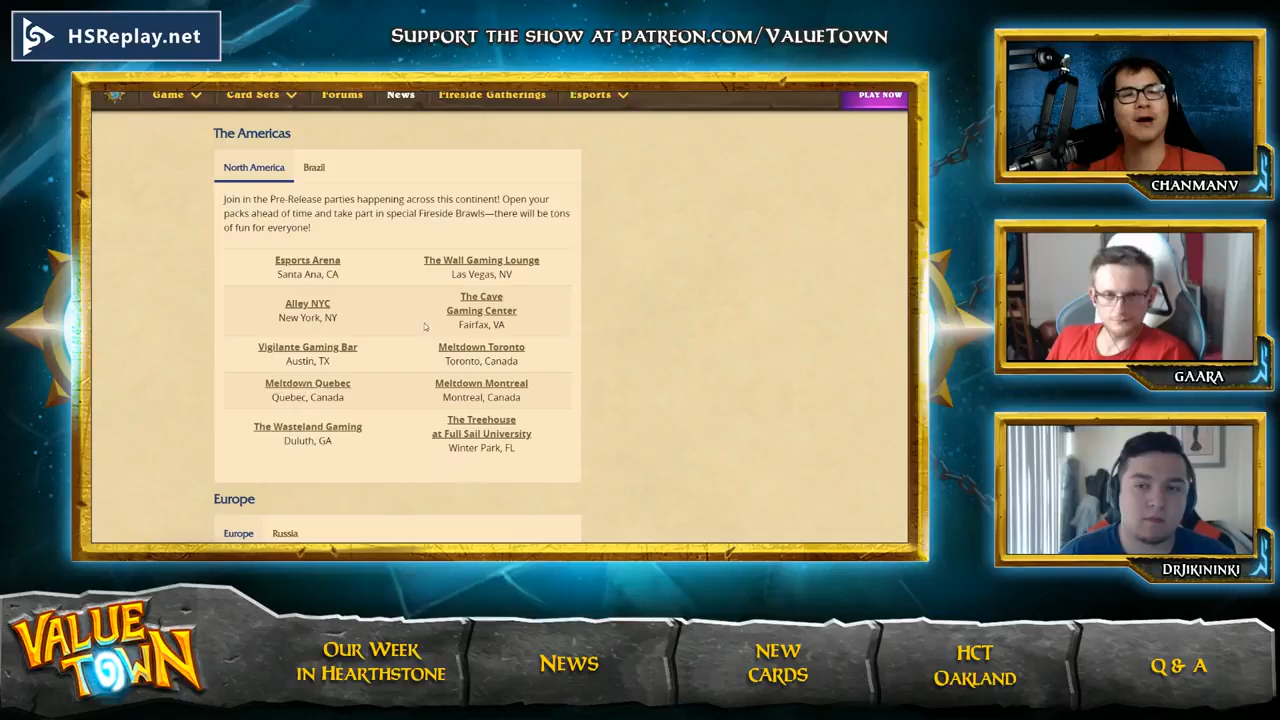 HSReplay.net
Support the show at patreon.com/ValueTown
Game
Card Sets
Forums
News
Fireside Gatherings
Esports
PLAY NOW
The Americas
North America
Brazil
Join in the Pre-Release parties happening across this continent! Open your
packs ahead of time and take part in special Fireside Brawls—there will be tons
of fun for everyone!
Esports Arena
Santa Ana, CA
The Wall Gaming Lounge
Las Vegas, NV
Alley NYC
New York, NY
The Cave
Gaming Center
Fairfax, VA
Vigilante Gaming Bar
Austin, TX
Meltdown Toronto
Toronto, Canada
Meltdown Quebec
Quebec, Canada
Meltdown Montreal
Montreal, Canada
The Wasteland Gaming
Duluth, GA
The Treehouse
at Full Sail University
Winter Park, FL
Europe
Europe
Russia
ChanmanV
Gaara
DrJikininki
Value
Town
Our Week
in Hearthstone
News
New
Cards
HCT
Oakland
Q & A